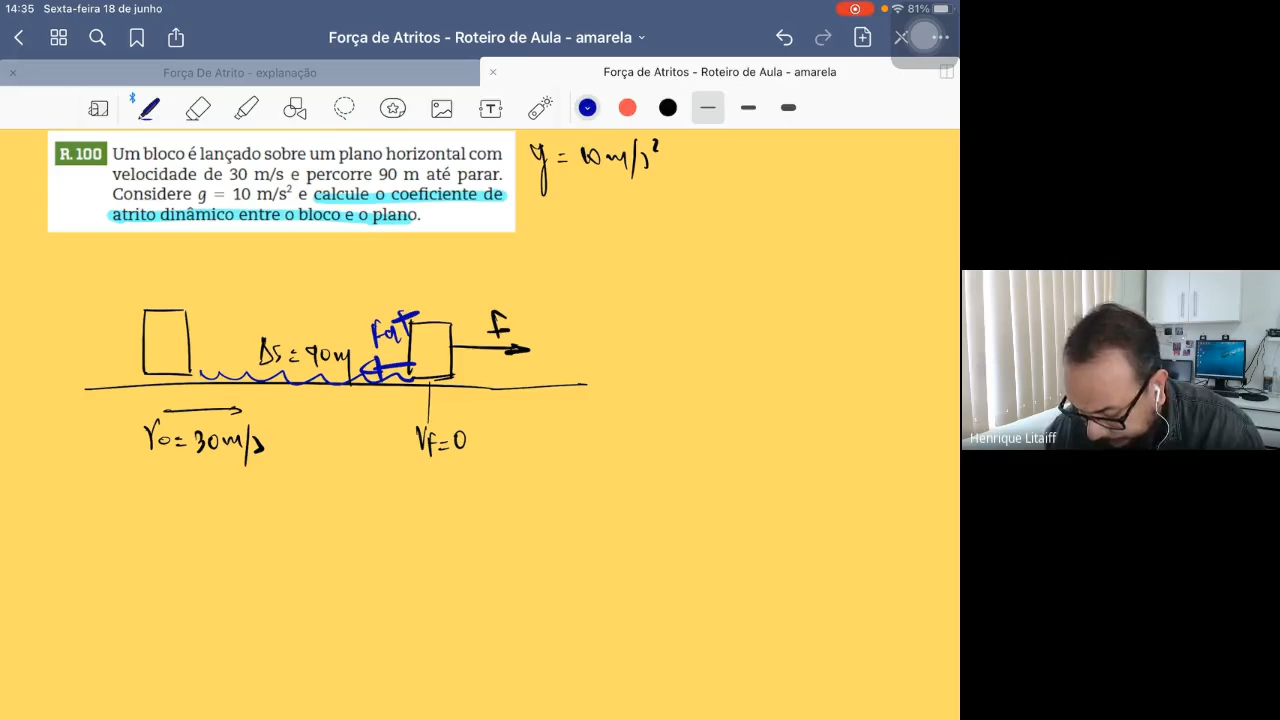 14:35 Sexta-feira 18 de junho
81%
Força de Atritos - Roteiro de Aula - amarela
Força De Atrito - explanação
Força de Atritos - Roteiro de Aula - amarela
R. 100 Um bloco é lançado sobre um plano horizontal com
velocidade de 30 m/s e percorre 90 m até parar.
Considere g = 10 m/s² e calcule o coeficiente de
atrito dinâmico entre o bloco e o plano.
g = 10 m/s²
Fat
F
Δs = 90m
V0 = 30 m/s
Vf = 0
Henrique Litaiff